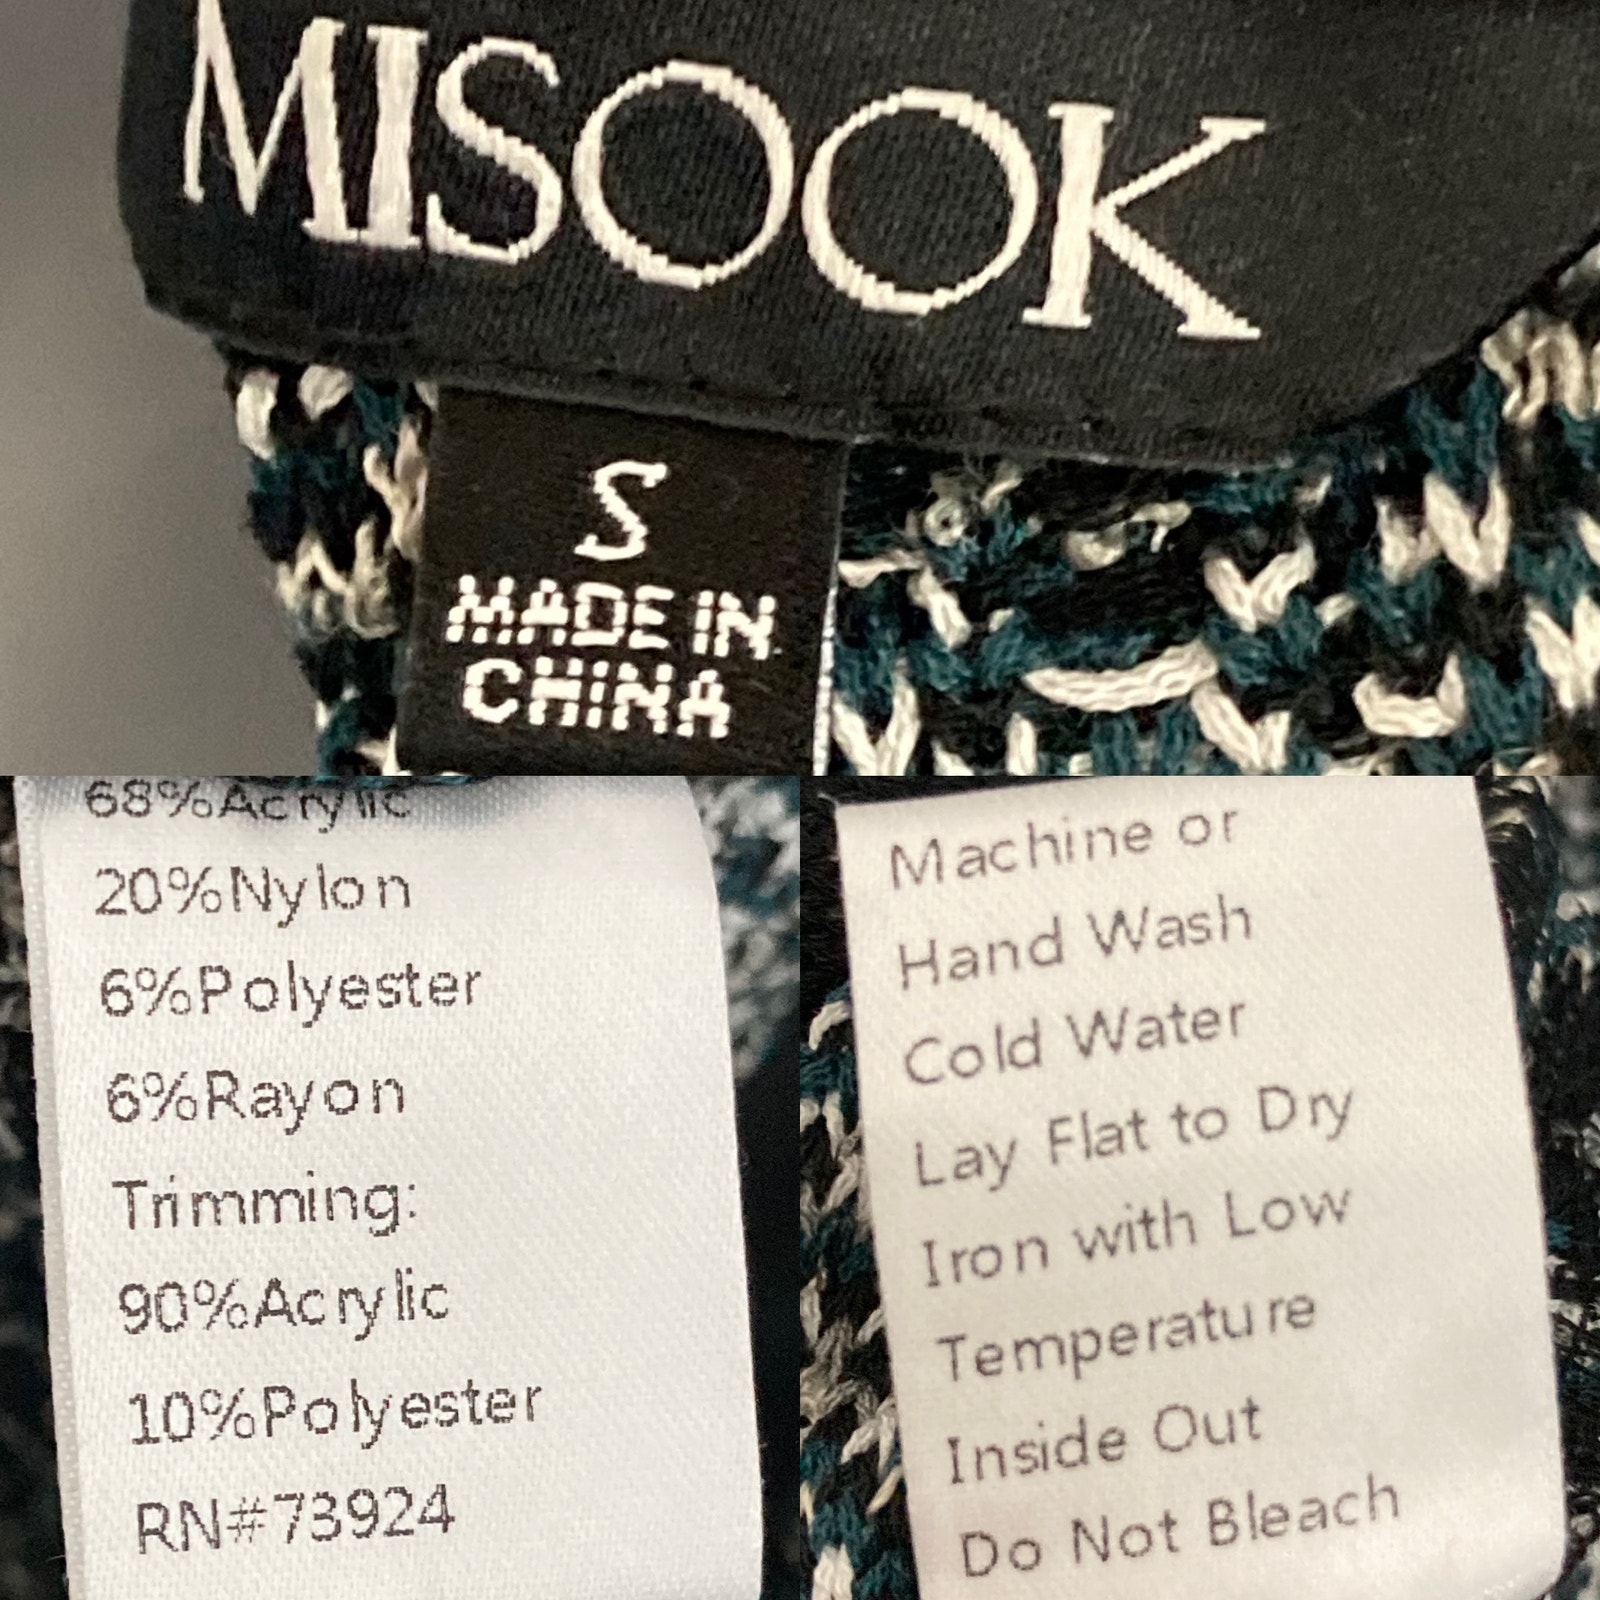 MISOOK
S
MADE IN
CHINA
68%Acrylic
20%Nylon
6%Polyester
6%Rayon
Trimming:
90%Acrylic
10%Polyester
RN#73924
Machine or
Hand Wash
Cold Water
Lay Flat to Dry
Iron with Low
Temperature
Inside Out
Do Not Bleach